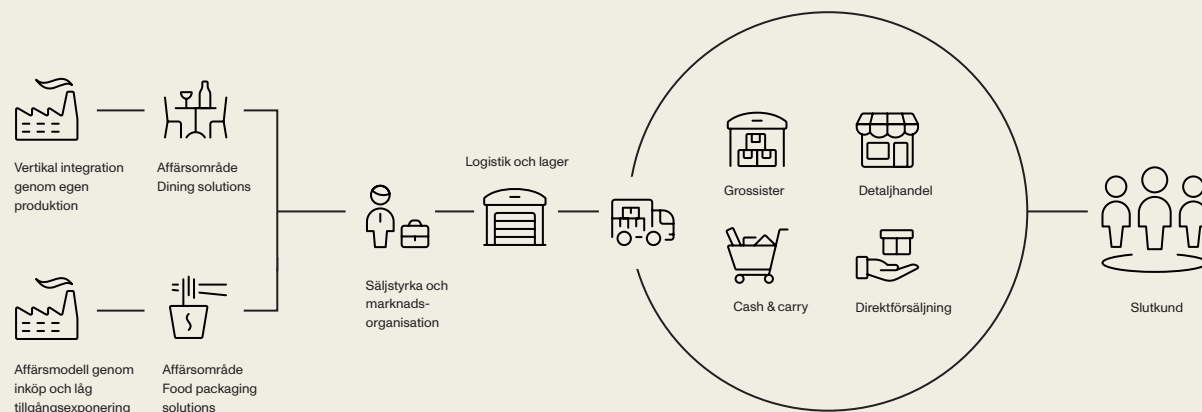 Vertikal integration
genom egen
produktion
Affärsområde
Dining solutions
Affärsmodell genom
inköp och låg
tillgångsexponering
Affärsområde
Food packaging
solutions
Säljstyrka och
marknads-
organisation
Logistik och lager
Grossister
Detaljhandel
Cash & carry
Direktförsäljning
Slutkund